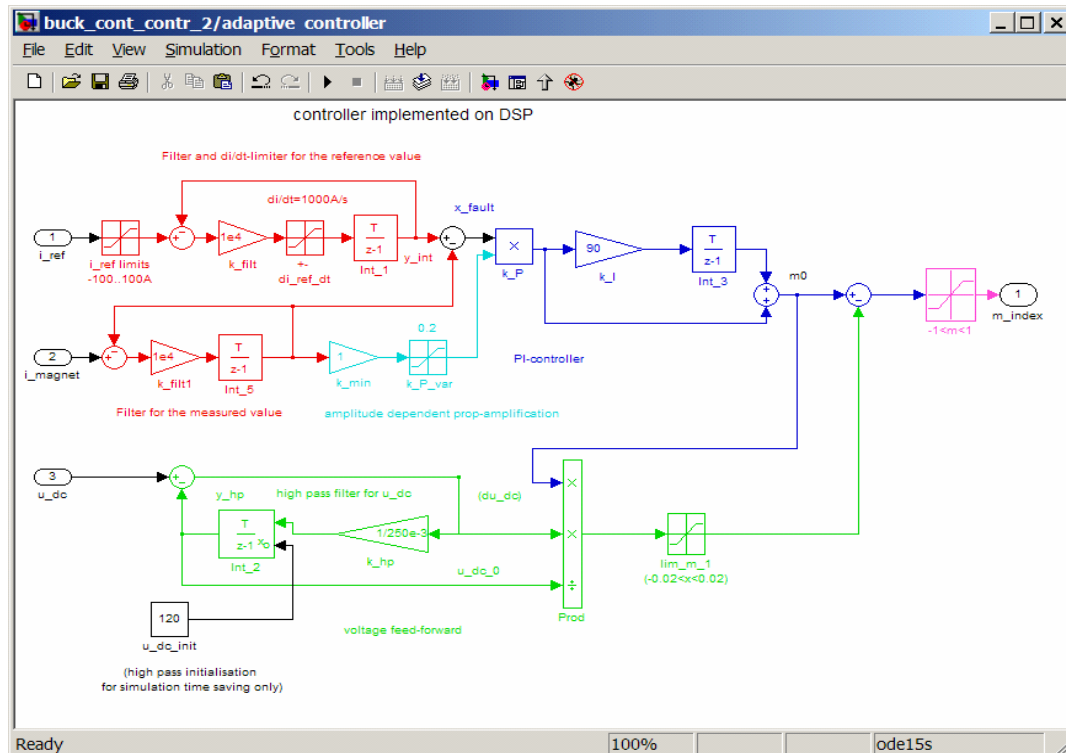 buck_cont_contr_2/adaptive controller
File Edit View Simulation Format Tools Help
controller implemented on DSP
Filter and di/dt-limiter for the reference value
di/dt=1000A/s
x_fault
1
i_ref
i_ref limits
-100..100A
+-
1e4
k_filt
+-
di_ref_dt
T
z-1
Int_1
y_int
+-
×
k_P
90
k_I
T
z-1
Int_3
+
+
m0
+-
-1<m<1
1
m_index
2
i_magnet
+-
1e4
k_filt1
T
z-1
Int_5
1
k_min
0.2
k_P_var
PI-controller
Filter for the measured value
amplitude dependent prop-amplification
3
u_dc
+-
y_hp
high pass filter for u_dc
(du_dc)
T
z-1
xo
Int_2
1/250e-3
k_hp
u_dc_0
×
×
÷
Prod
lim_m_1
(-0.02<x<0.02)
120
u_dc_init
voltage feed-forward
(high pass initialisation
for simulation time saving only)
Ready
100%
ode15s